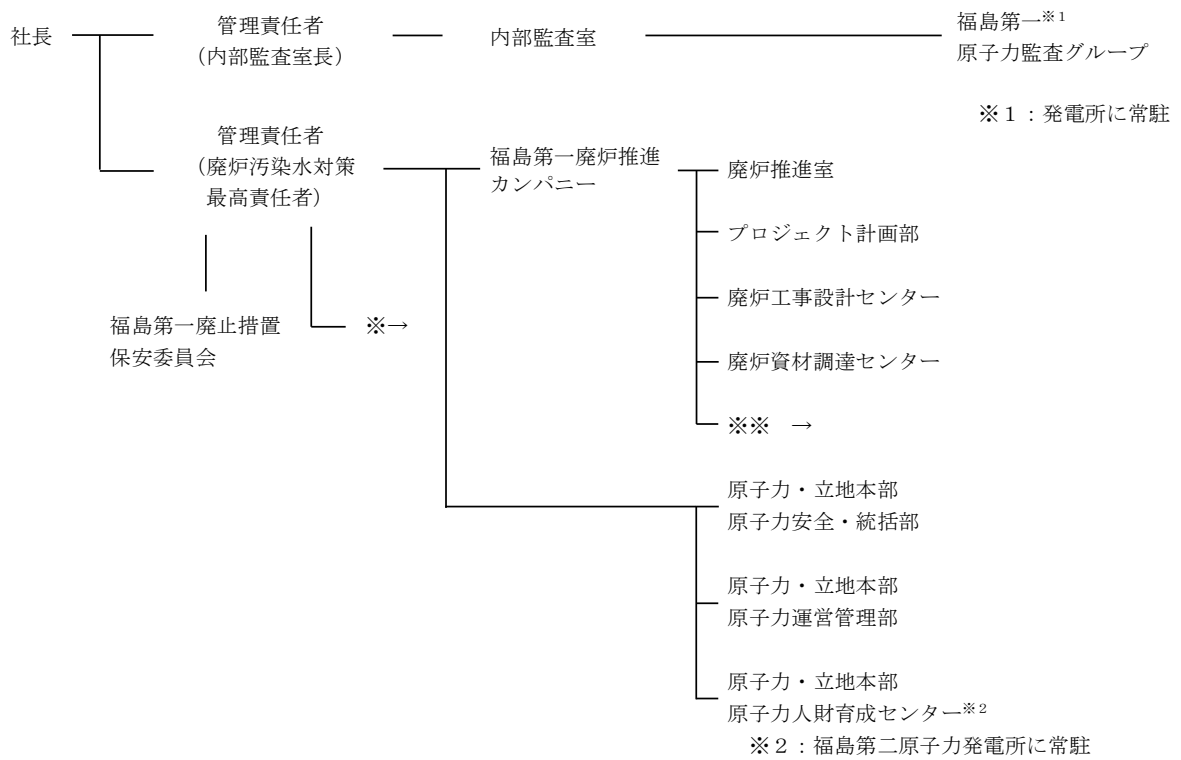 社長
管理責任者
(内部監査室長)
内部監査室
福島第一※1
原子力監査グループ
※1:発電所に常駐
管理責任者
(廃炉汚染水対策
最高責任者)
福島第一廃炉推進
カンパニー
廃炉推進室
プロジェクト計画部
廃炉工事設計センター
廃炉資材調達センター
※※ →
福島第一廃止措置
保安委員会
※→
原子力・立地本部
原子力安全・統括部
原子力・立地本部
原子力運営管理部
原子力・立地本部
原子力人財育成センター※2
※2:福島第二原子力発電所に常駐